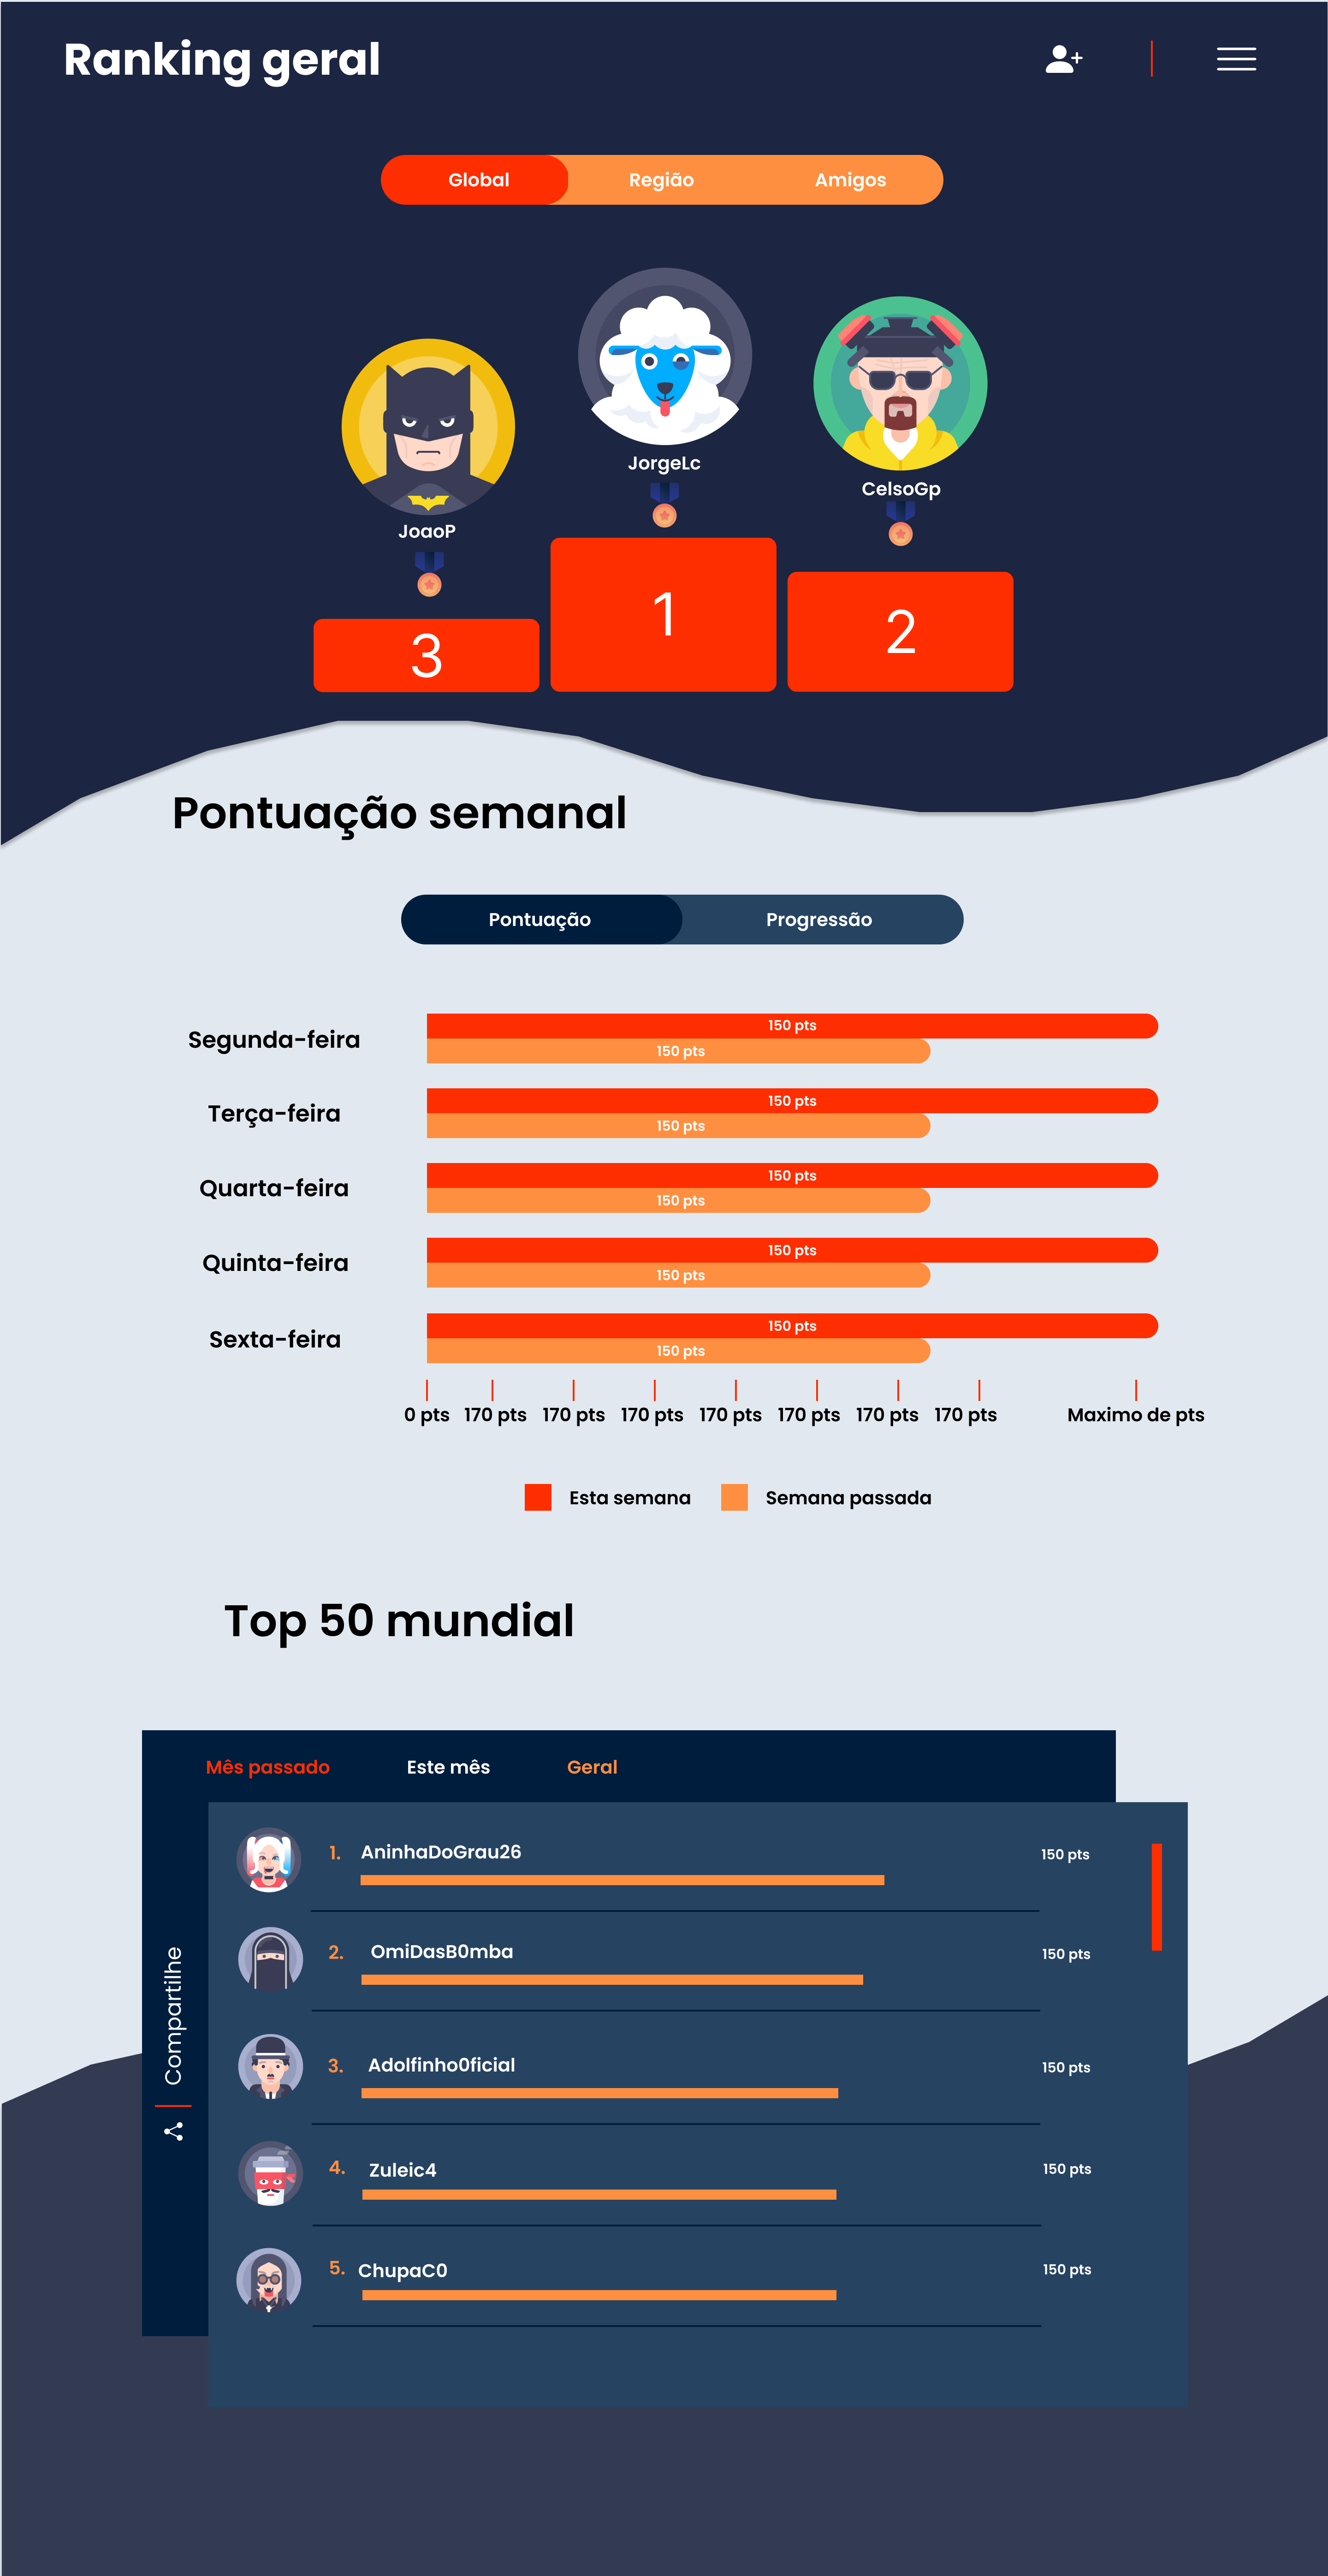 Ranking geral
Global Região Amigos
JorgeLc
CelsoGp
JoaoP
3 1 2
Pontuação semanal
Pontuação Progressão
Segunda-feira
150 pts
150 pts
Terça-feira
150 pts
150 pts
Quarta-feira
150 pts
150 pts
Quinta-feira
150 pts
150 pts
Sexta-feira
150 pts
150 pts
0 pts 170 pts 170 pts 170 pts 170 pts 170 pts 170 pts 170 pts Maximo de pts
Esta semana Semana passada
Top 50 mundial
Mês passado Este mês Geral
1. AninhaDoGrau26 150 pts
2. OmiDasB0mba 150 pts
3. Adolfinho0ficial 150 pts
4. Zuleic4 150 pts
5. ChupaC0 150 pts
Compartilhe